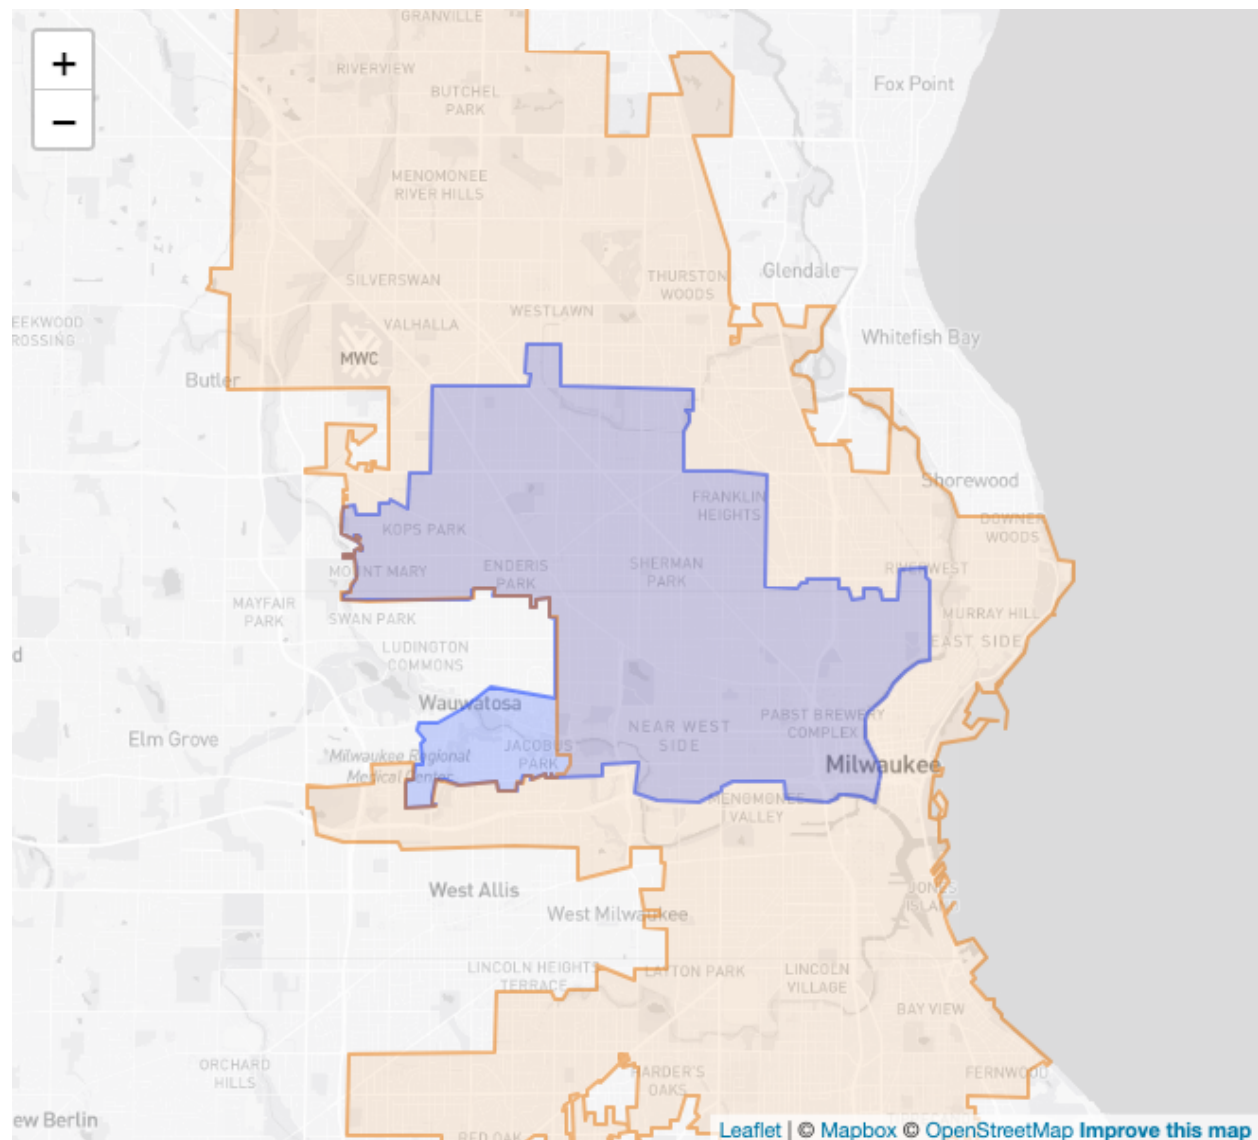 GRANVILLE
+
−
RIVERVIEW
BUTCHEL
PARK
Fox Point
MENOMONEE
RIVER HILLS
SILVERSWAN
THURSTON
WOODS
Glendale
EEKWOOD
ROSSING
VALHALLA
WESTLAWN
Whitefish Bay
MWC
Butler
Shorewood
FRANKLIN
HEIGHTS
DOWNER
WOODS
KOPS PARK
MOUNT MARY
ENDERIS
PARK
SHERMAN
PARK
RIVERWEST
MAYFAIR
PARK
SWAN PARK
MURRAY HILL
EAST SIDE
LUDINGTON
COMMONS
d
Wauwatosa
Elm Grove
Milwaukee Regional
Medical Center
JACOBUS
PARK
NEAR WEST
SIDE
PABST BREWERY
COMPLEX
Milwaukee
MENOMONEE
VALLEY
West Allis
JONES
ISLAND
West Milwaukee
LINCOLN HEIGHTS
TERRACE
LAYTON PARK
LINCOLN
VILLAGE
BAY VIEW
ORCHARD
HILLS
HARDER'S
OAKS
FERNWOOD
ew Berlin
RED OAK
Leaflet | © Mapbox © OpenStreetMap Improve this map